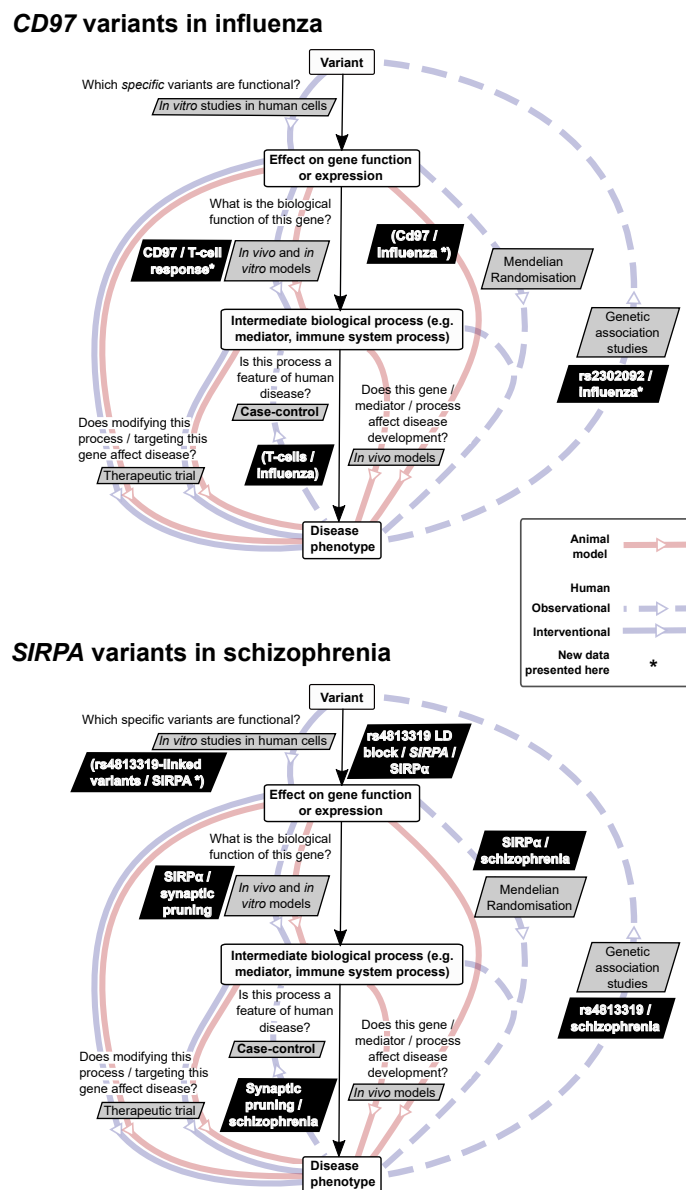 CD97 variants in influenza
Variant
Which specific variants are functional?
In vitro studies in human cells
Effect on gene function
or expression
What is the biological
function of this gene?
CD97 / T-cell
response*
In vivo and in
vitro models
(Cd97 /
Influenza *)
Mendelian
Randomisation
Genetic
association
studies
rs2302092 /
Influenza*
Intermediate biological process (e.g.
mediator, immune system process)
Is this process a
feature of human
disease?
Case-control
(T-cells /
Influenza)
Does this gene /
mediator / process
affect disease
development?
In vivo models
Does modifying this
process / targeting this
gene affect disease?
Therapeutic trial
Disease
phenotype
Animal
model
Human
Observational
Interventional
New data
presented here
*
SIRPA variants in schizophrenia
Variant
Which specific variants are functional?
In vitro studies in human cells
(rs4813319-linked
variants / SIRPA *)
rs4813319 LD
block / SIRPA /
SIRPα
Effect on gene function
or expression
What is the biological
function of this gene?
SIRPα /
synaptic
pruning
In vivo and in
vitro models
SIRPα /
schizophrenia
Mendelian
Randomisation
Genetic
association
studies
rs4813319 /
schizophrenia
Intermediate biological process (e.g.
mediator, immune system process)
Is this process a
feature of human
disease?
Case-control
Synaptic
pruning /
schizophrenia
Does this gene /
mediator / process
affect disease
development?
In vivo models
Does modifying this
process / targeting this
gene affect disease?
Therapeutic trial
Disease
phenotype